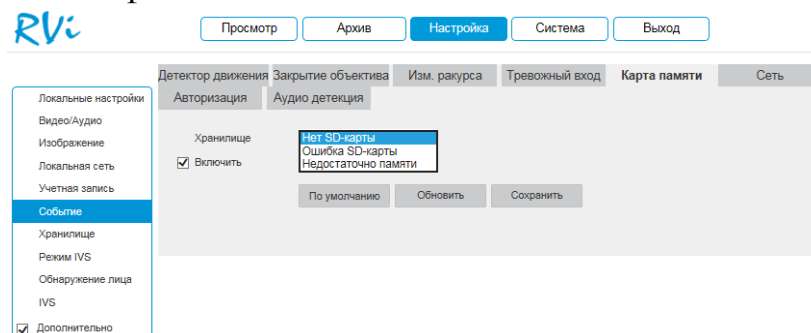 RVi
Просмотр Архив Настройка Система Выход
Детектор движения Закрытие объектива Изм. ракурса Тревожный вход Карта памяти Сеть
Авторизация Аудио детекция
Локальные настройки
Видео/Аудио
Изображение
Локальная сеть
Учетная запись
Событие
Хранилище
Режим IVS
Обнаружение лица
IVS
Дополнительно
Хранилище Нет SD-карты
Ошибка SD-карты
Включить Недостаточно памяти
По умолчанию Обновить Сохранить